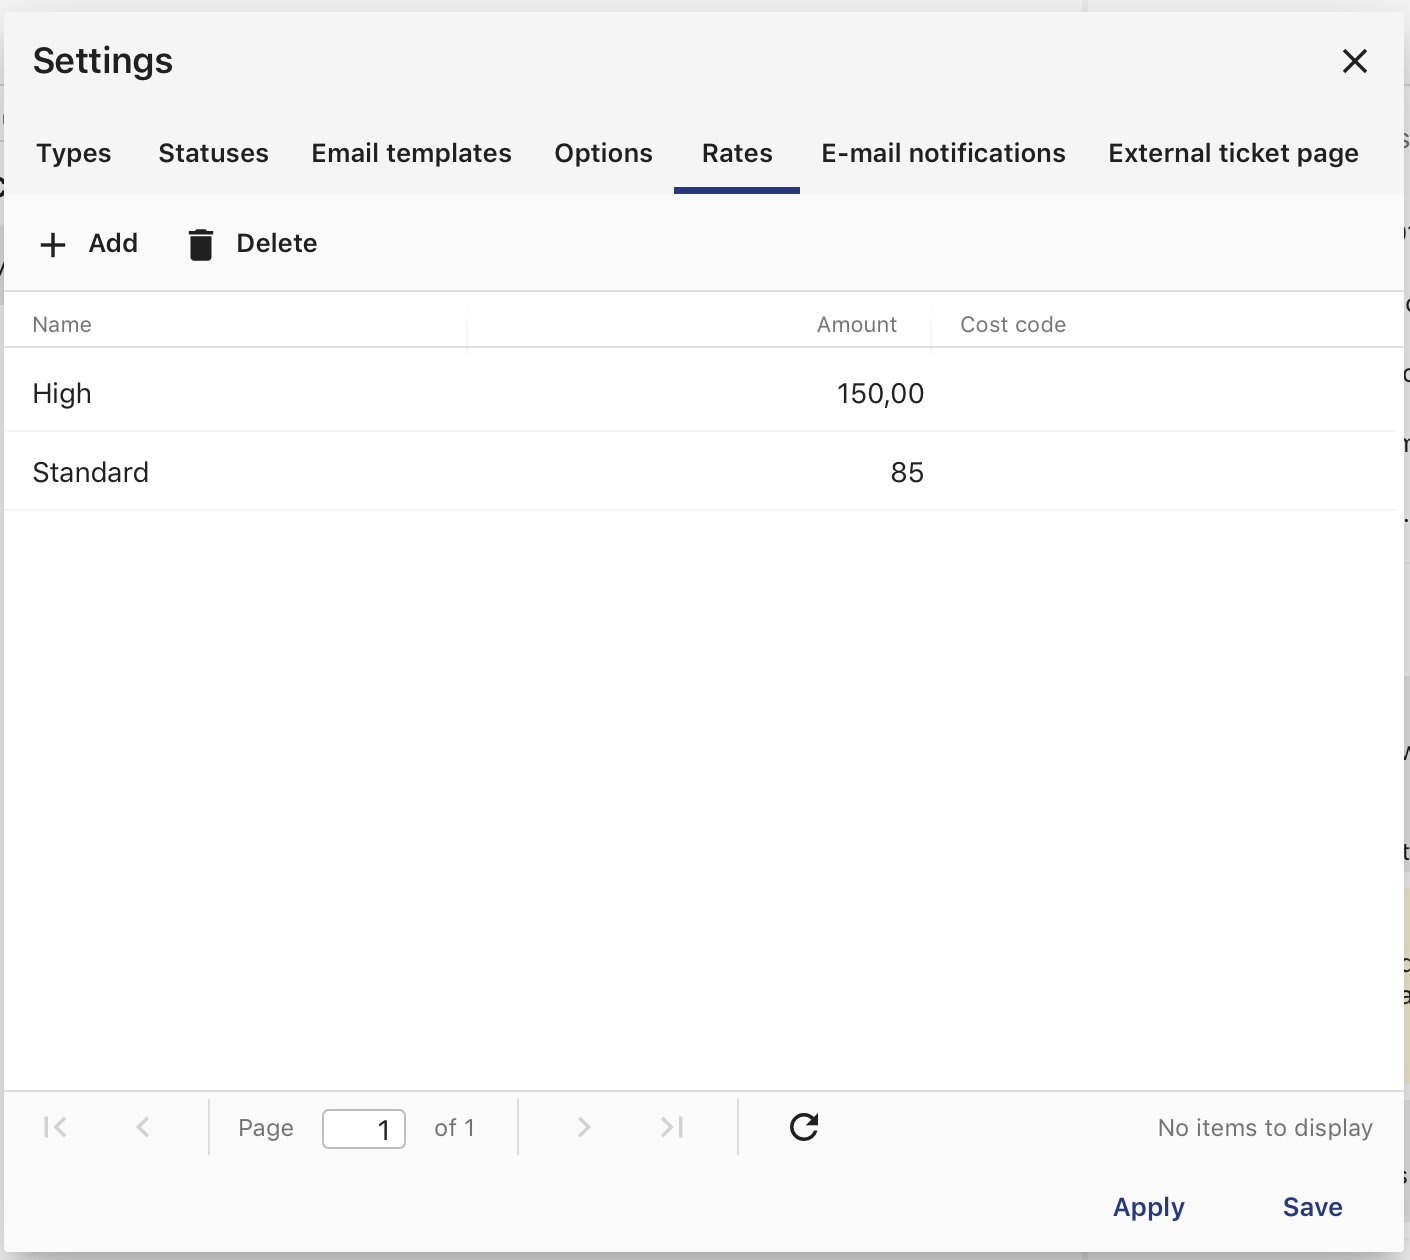 Settings
Types Statuses Email templates Options Rates E-mail notifications External ticket page
Add Delete
Name Amount Cost code
High 150,00
Standard 85
Page 1 of 1 No items to display
Apply Save